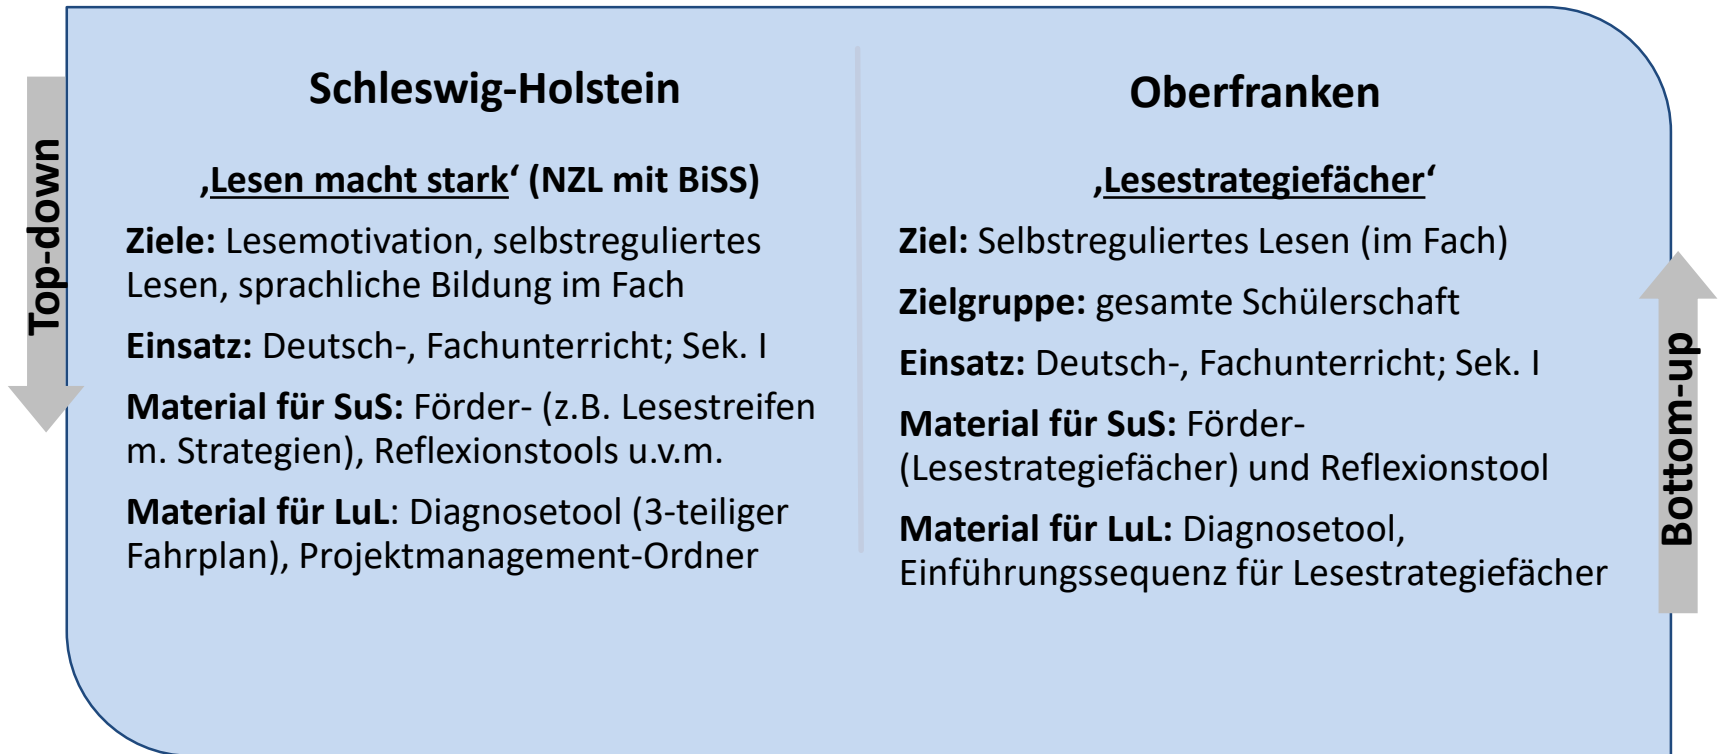 Top-down
Schleswig-Holstein
‚Lesen macht stark‘ (NZL mit BiSS)
Ziele: Lesemotivation, selbstreguliertes
Lesen, sprachliche Bildung im Fach
Einsatz: Deutsch-, Fachunterricht; Sek. I
Material für SuS: Förder- (z.B. Lesestreifen
m. Strategien), Reflexionstools u.v.m.
Material für LuL: Diagnosetool (3-teiliger
Fahrplan), Projektmanagement-Ordner
Oberfranken
‚Lesestrategiefächer‘
Ziel: Selbstreguliertes Lesen (im Fach)
Zielgruppe: gesamte Schülerschaft
Einsatz: Deutsch-, Fachunterricht; Sek. I
Material für SuS: Förder-
(Lesestrategiefächer) und Reflexionstool
Material für LuL: Diagnosetool,
Einführungssequenz für Lesestrategiefächer
Bottom-up